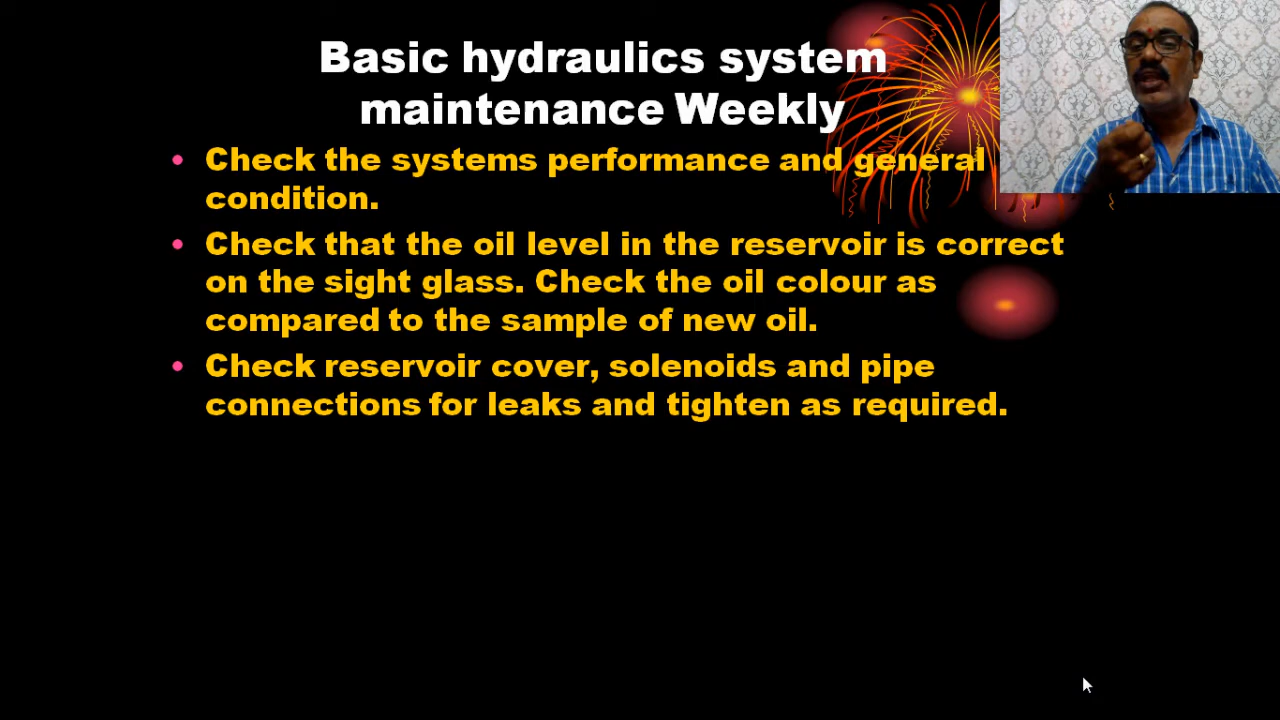 Basic hydraulics system
maintenance Weekly
• Check the systems performance and general
condition.
• Check that the oil level in the reservoir is correct
on the sight glass. Check the oil colour as
compared to the sample of new oil.
• Check reservoir cover, solenoids and pipe
connections for leaks and tighten as required.